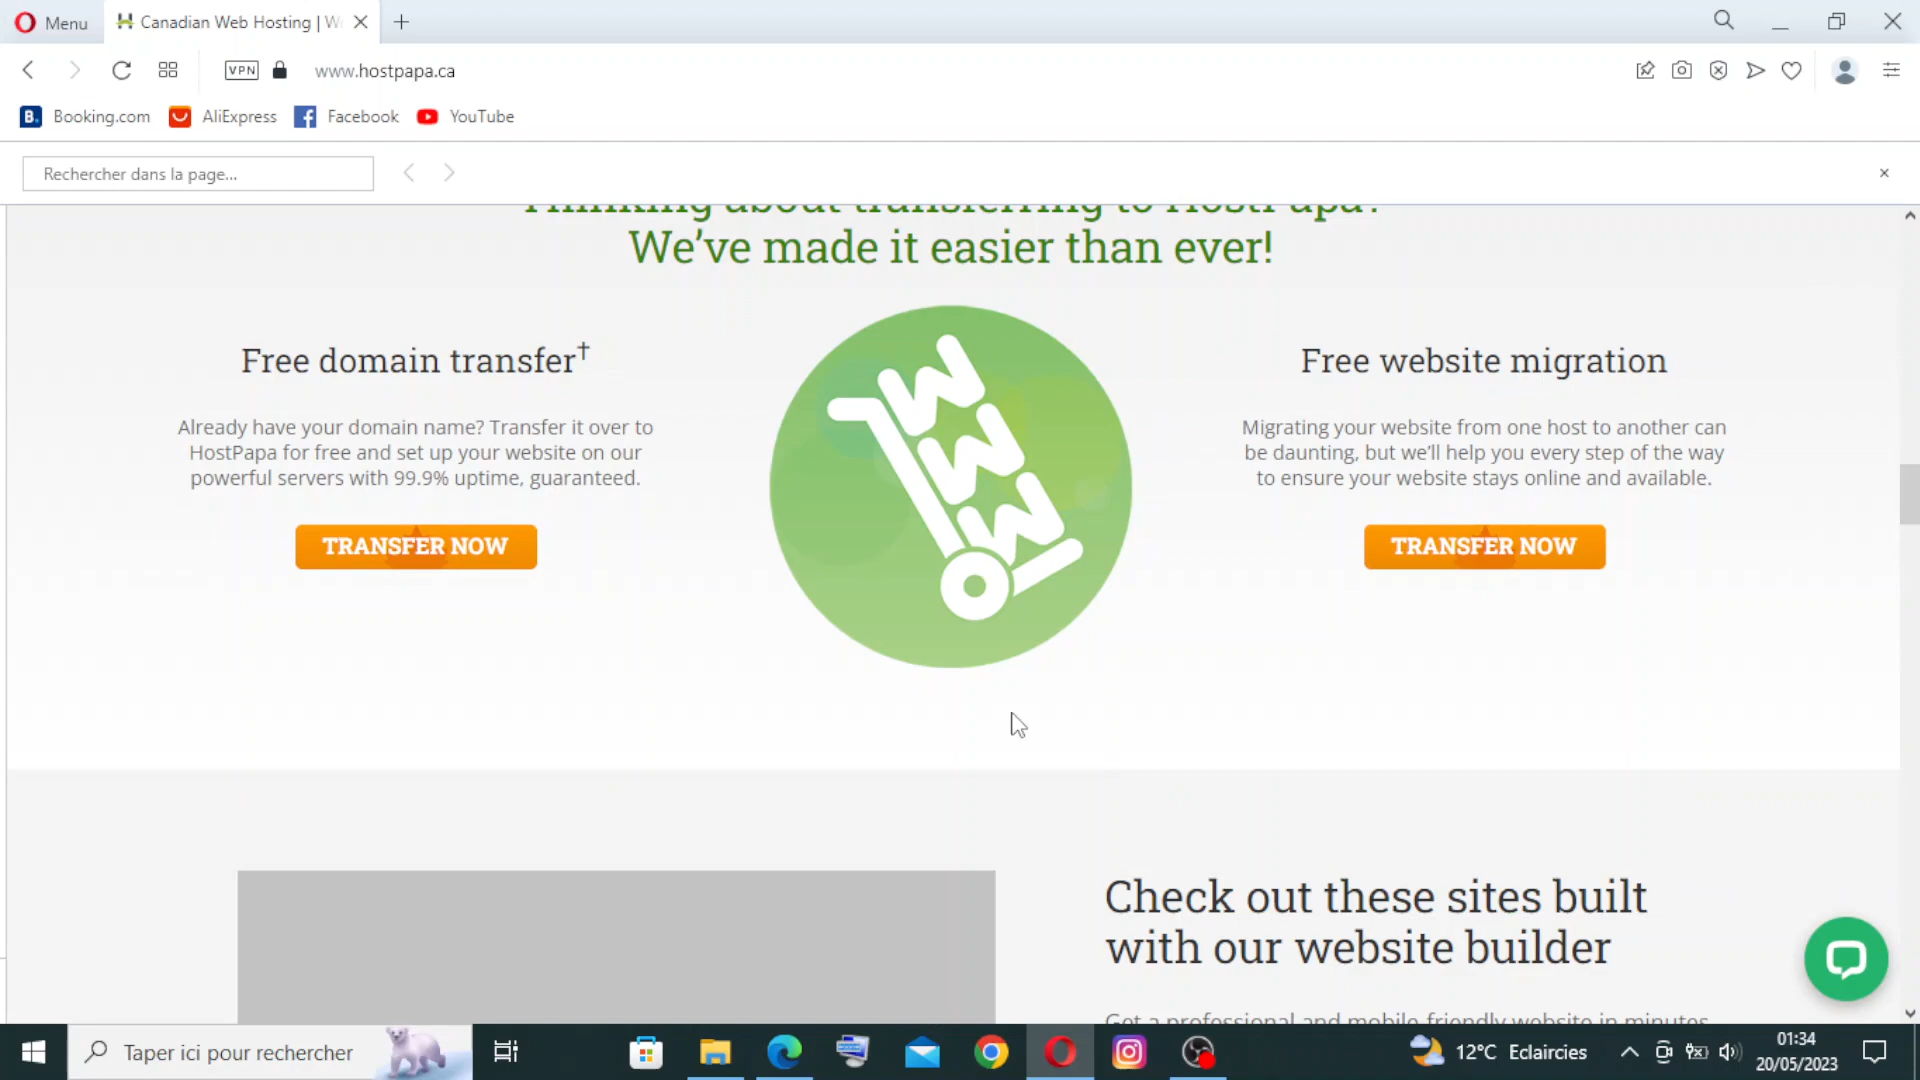 Menu
Canadian Web Hosting | W
VPN
www.hostpapa.ca
Booking.com
AliExpress
Facebook
YouTube
Rechercher dans la page...
Thinking about transferring to HostPapa?
We've made it easier than ever!
Free domain transfer†
Already have your domain name? Transfer it over to
HostPapa for free and set up your website on our
powerful servers with 99.9% uptime, guaranteed.
TRANSFER NOW
WWW
Free website migration
Migrating your website from one host to another can
be daunting, but we'll help you every step of the way
to ensure your website stays online and available.
TRANSFER NOW
Check out these sites built
with our website builder
Get a professional and mobile-friendly website in minutes
Taper ici pour rechercher
12°C Eclaircies
01:34
20/05/2023